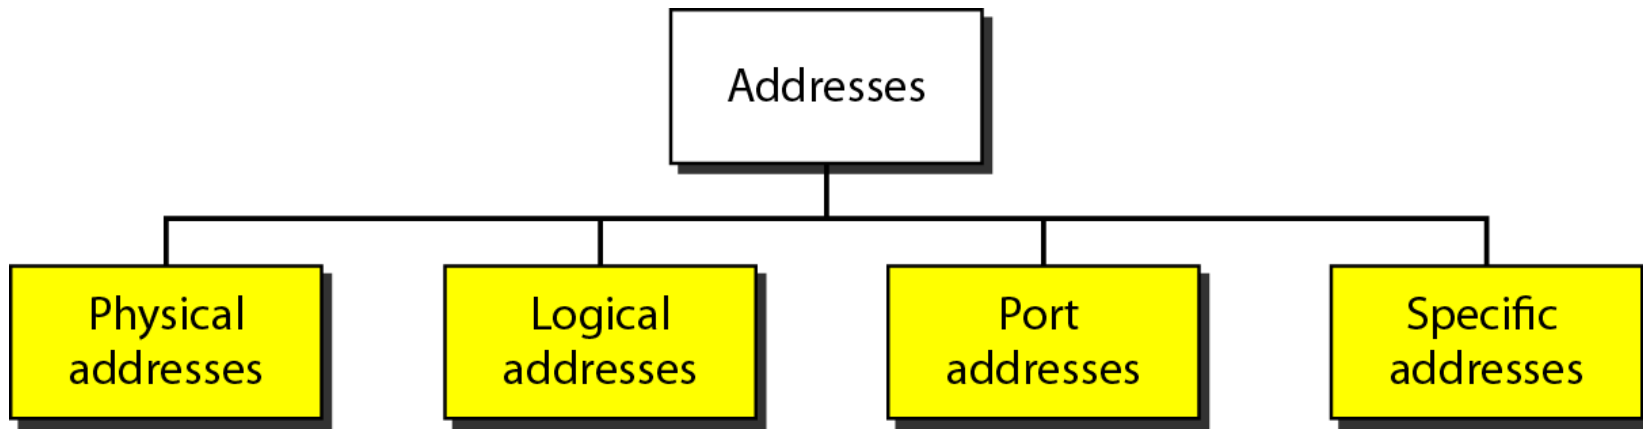 Addresses
Physical
addresses
Logical
addresses
Port
addresses
Specific
addresses